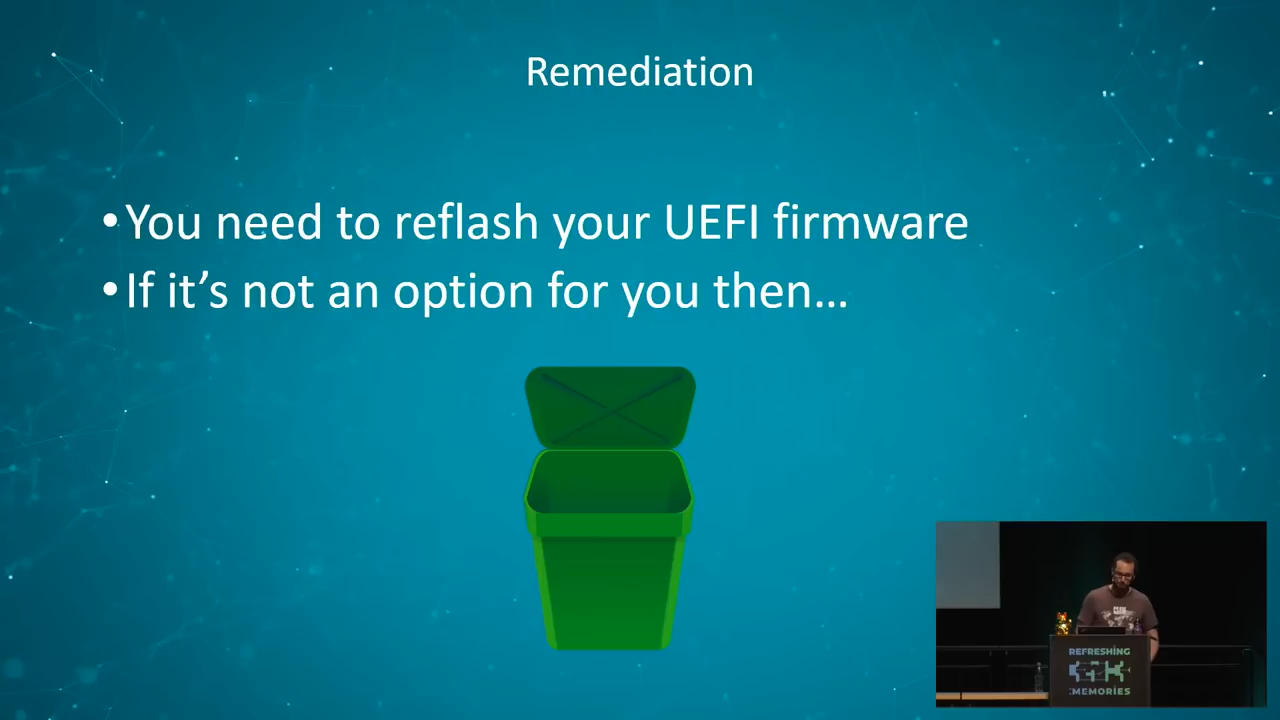 Remediation
•You need to reflash your UEFI firmware
•If it’s not an option for you then…
REFRESHING
:MEMORIES